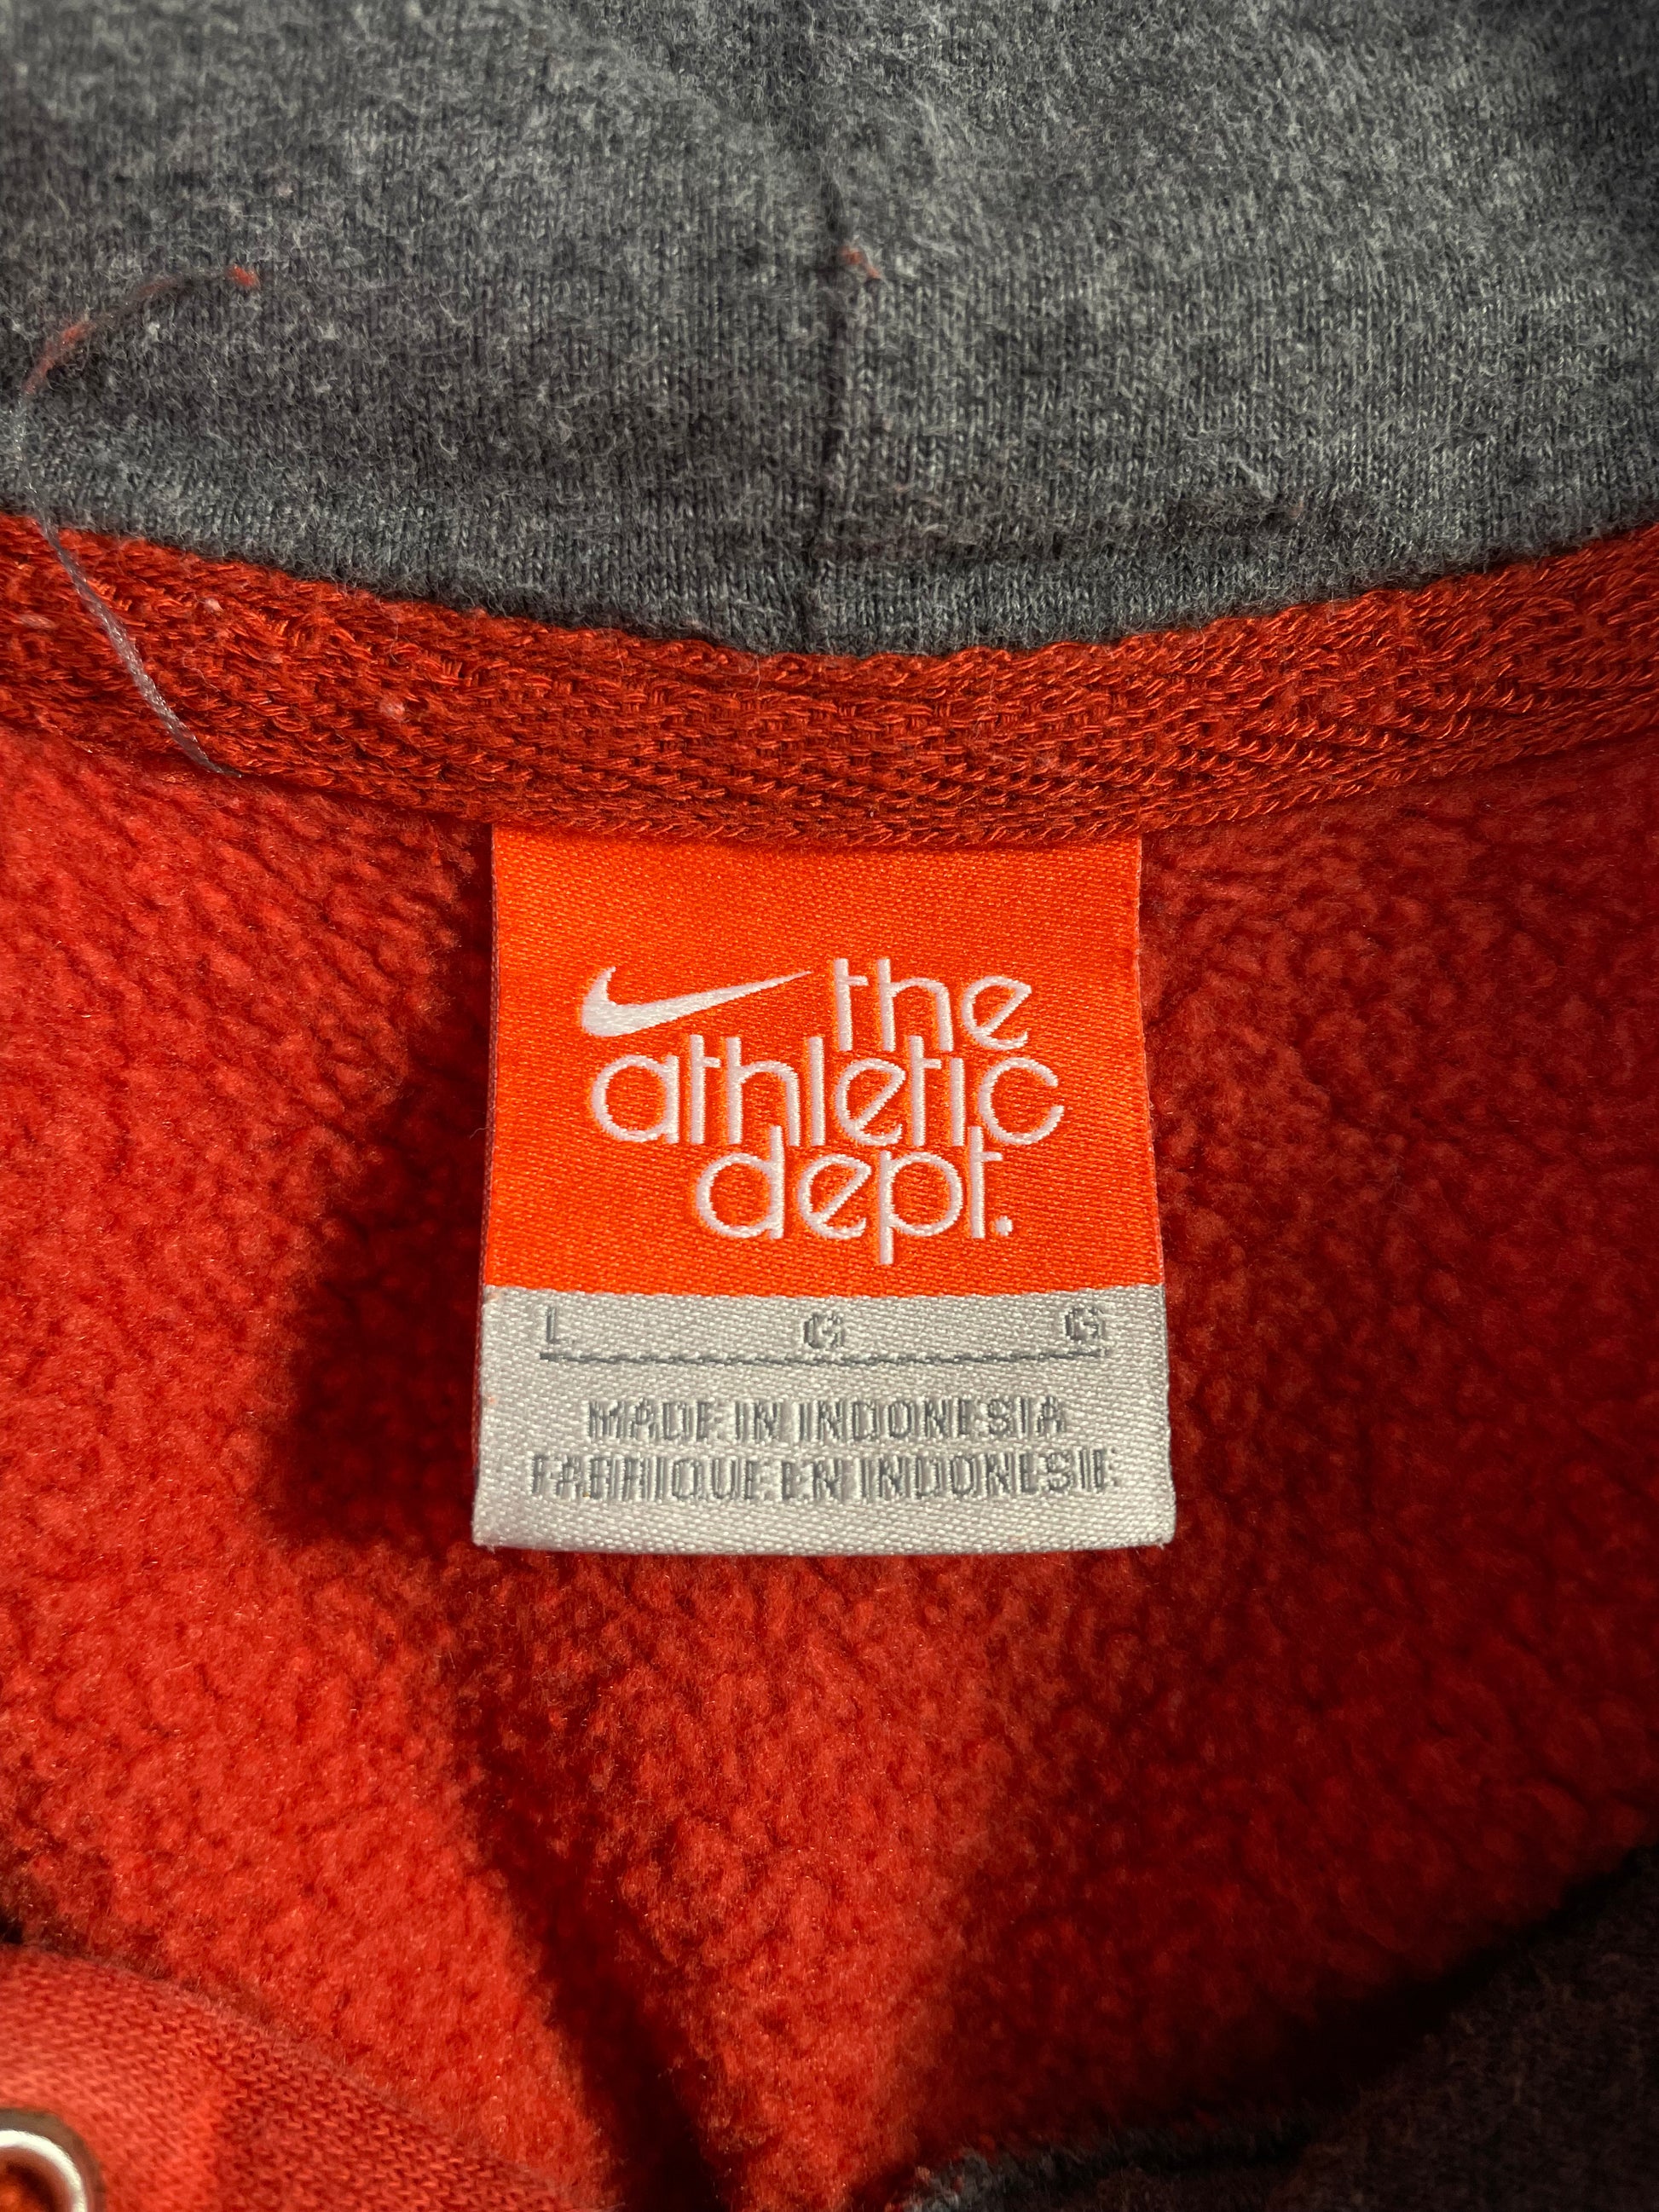 the
athletic
dept.
L G G
MADE IN INDONESIA
FABRIQUE EN INDONESIE